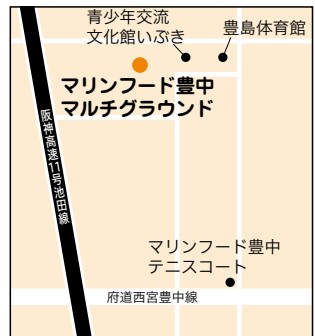 青少年交流
文化館いぶき
豊島体育館
マリンフード豊中
マルチグラウンド
阪神高速11号池田線
マリンフード豊中
テニスコート
府道西宮豊中線